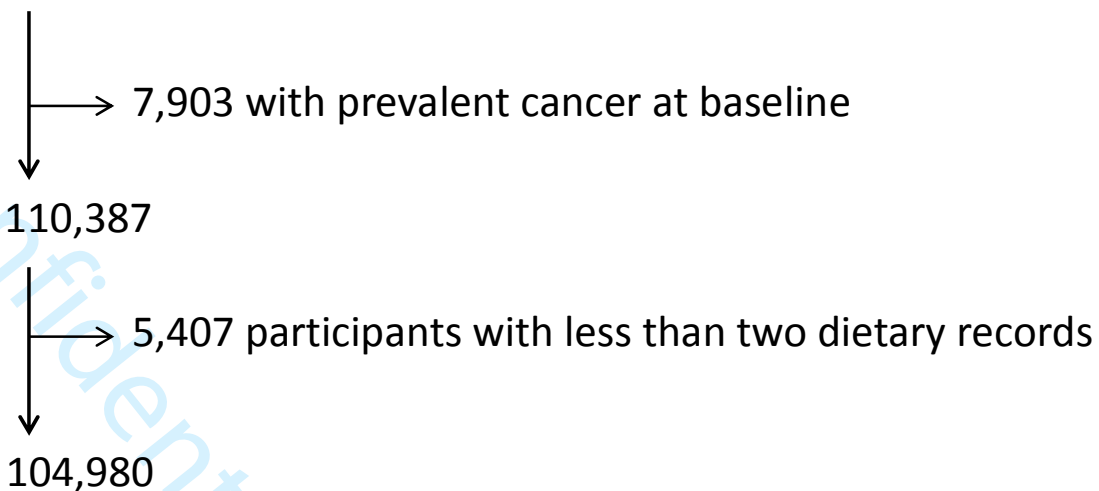 7,903 with prevalent cancer at baseline
110,387
5,407 participants with less than two dietary records
104,980